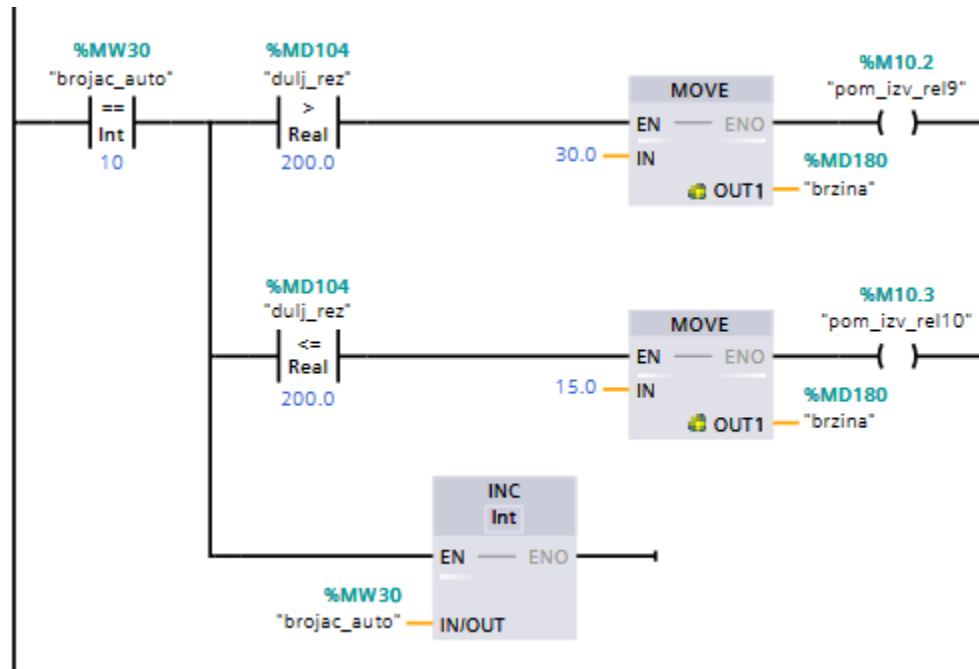 %MW30
"brojac_auto"
==
Int
10
%MD104
"dulj_rez"
>
Real
200.0
MOVE
EN
ENO
30.0
IN
OUT1
%M10.2
"pom_izv_rel9"
%MD180
"brzina"
%MD104
"dulj_rez"
<=
Real
200.0
MOVE
EN
ENO
15.0
IN
OUT1
%M10.3
"pom_izv_rel10"
%MD180
"brzina"
INC
Int
EN
ENO
%MW30
"brojac_auto"
IN/OUT